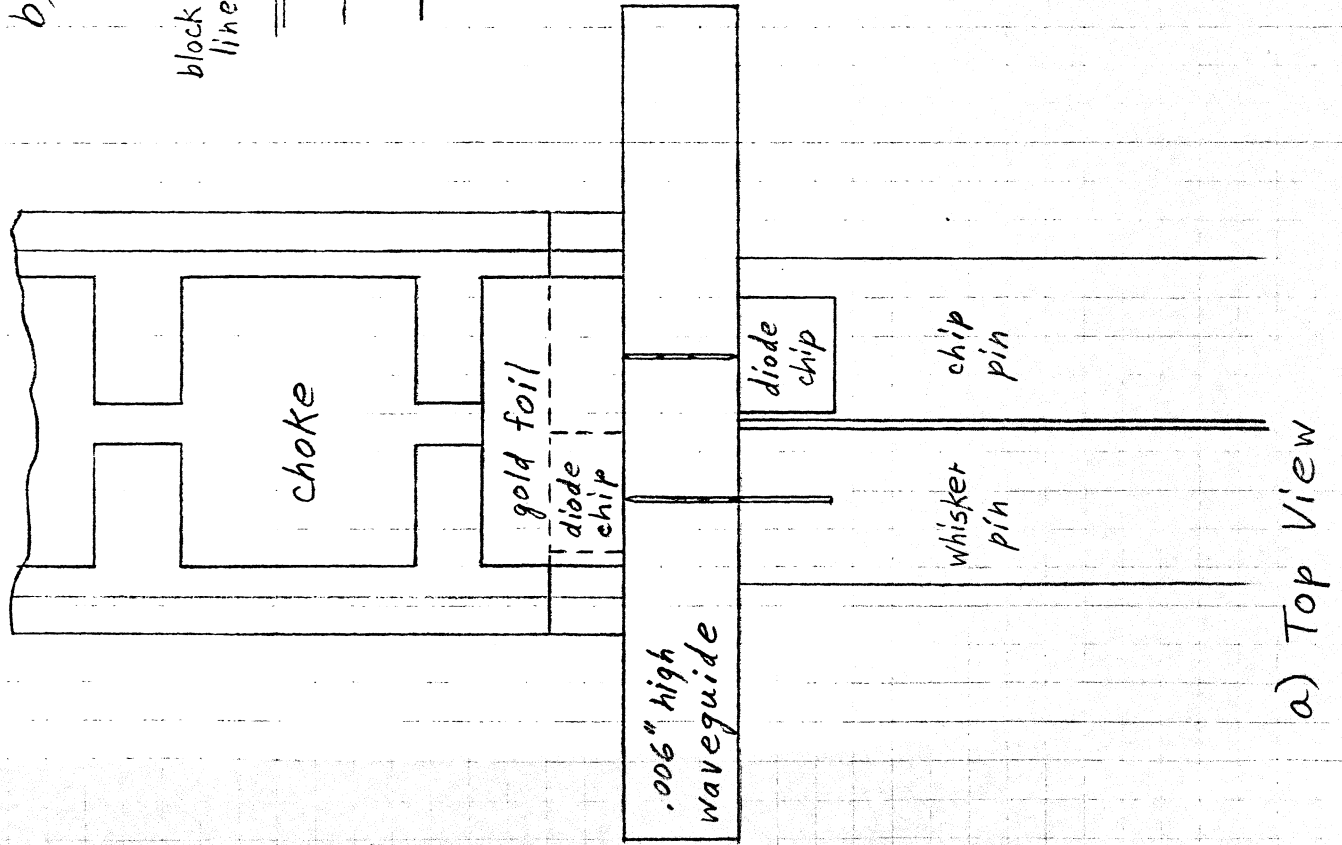 b)
block
line
choke
gold foil
diode
chip
diode
chip
chip
pin
whisker
pin
.006" high
waveguide
a) Top View